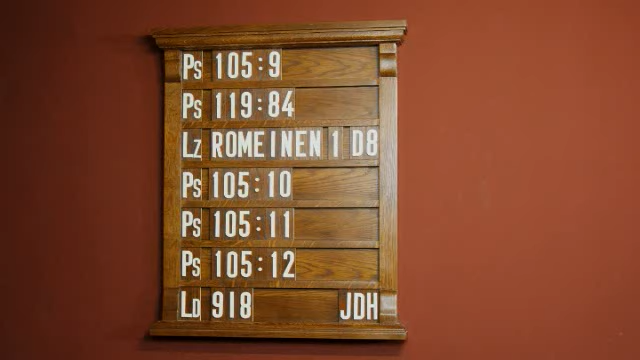 Ps 105:9
Ps 119:84
Lz ROMEINEN 1 D8
Ps 105:10
Ps 105:11
Ps 105:12
LD 918 JDH